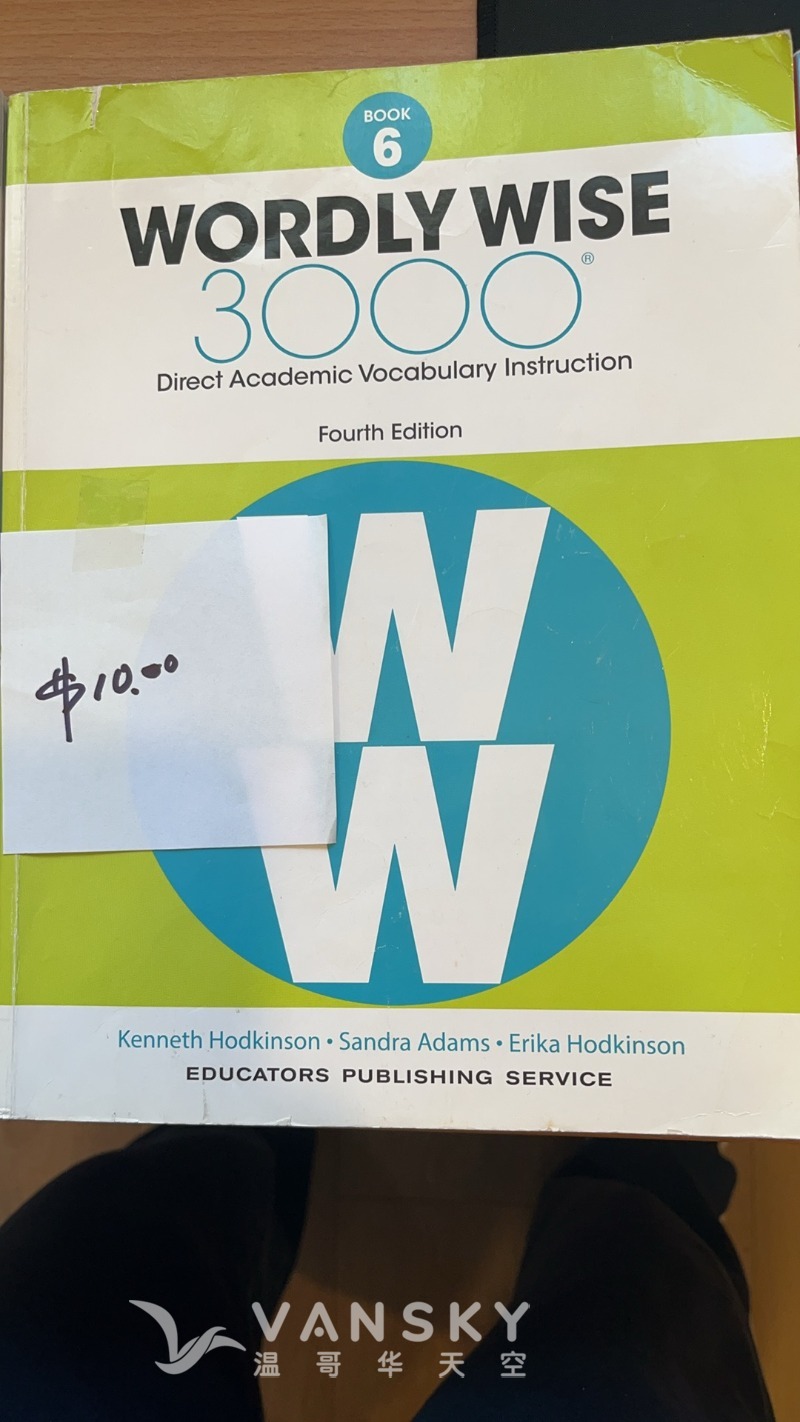 BOOK
6
WORDLY WISE
3000®
Direct Academic Vocabulary Instruction
Fourth Edition
W
$10.00
W
Kenneth Hodkinson • Sandra Adams • Erika Hodkinson
EDUCATORS PUBLISHING SERVICE
VANSKY
温哥华天空